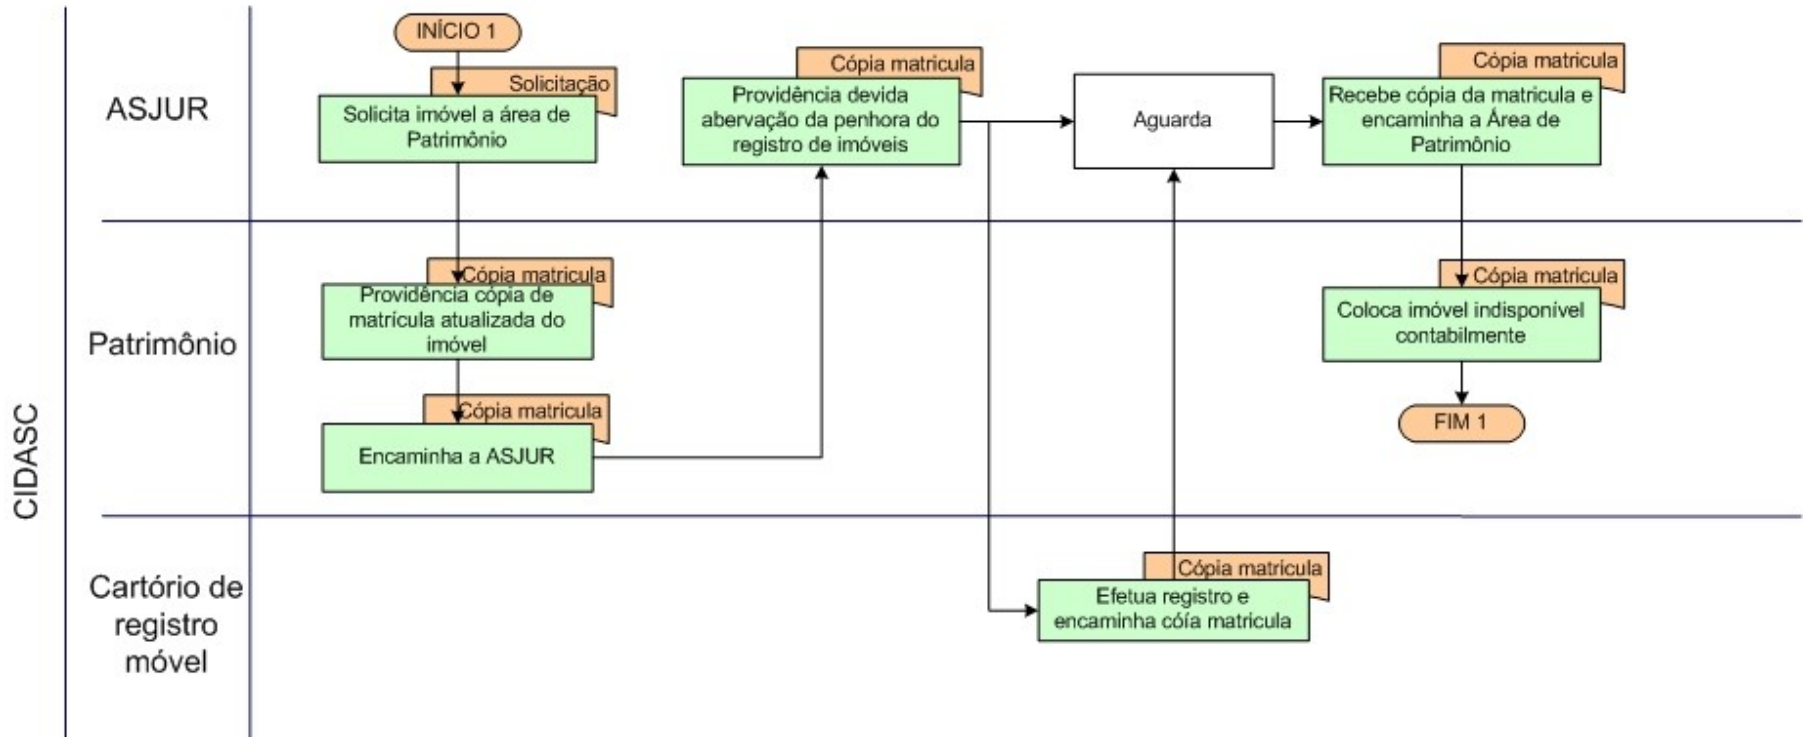 CIDASC
ASJUR
INÍCIO 1
Solicitação
Solicita imóvel a área de
Patrimônio
Cópia matricula
Providência devida
abervação da penhora do
registro de imóveis
Aguarda
Cópia matricula
Recebe cópia da matricula e
encaminha a Área de
Patrimônio
Patrimônio
Cópia matricula
Providência cópia de
matrícula atualizada do
imóvel
Cópia matricula
Encaminha a ASJUR
Cópia matricula
Coloca imóvel indisponível
contabilmente
FIM 1
Cartório de
registro
móvel
Cópia matricula
Efetua registro e
encaminha cóía matricula